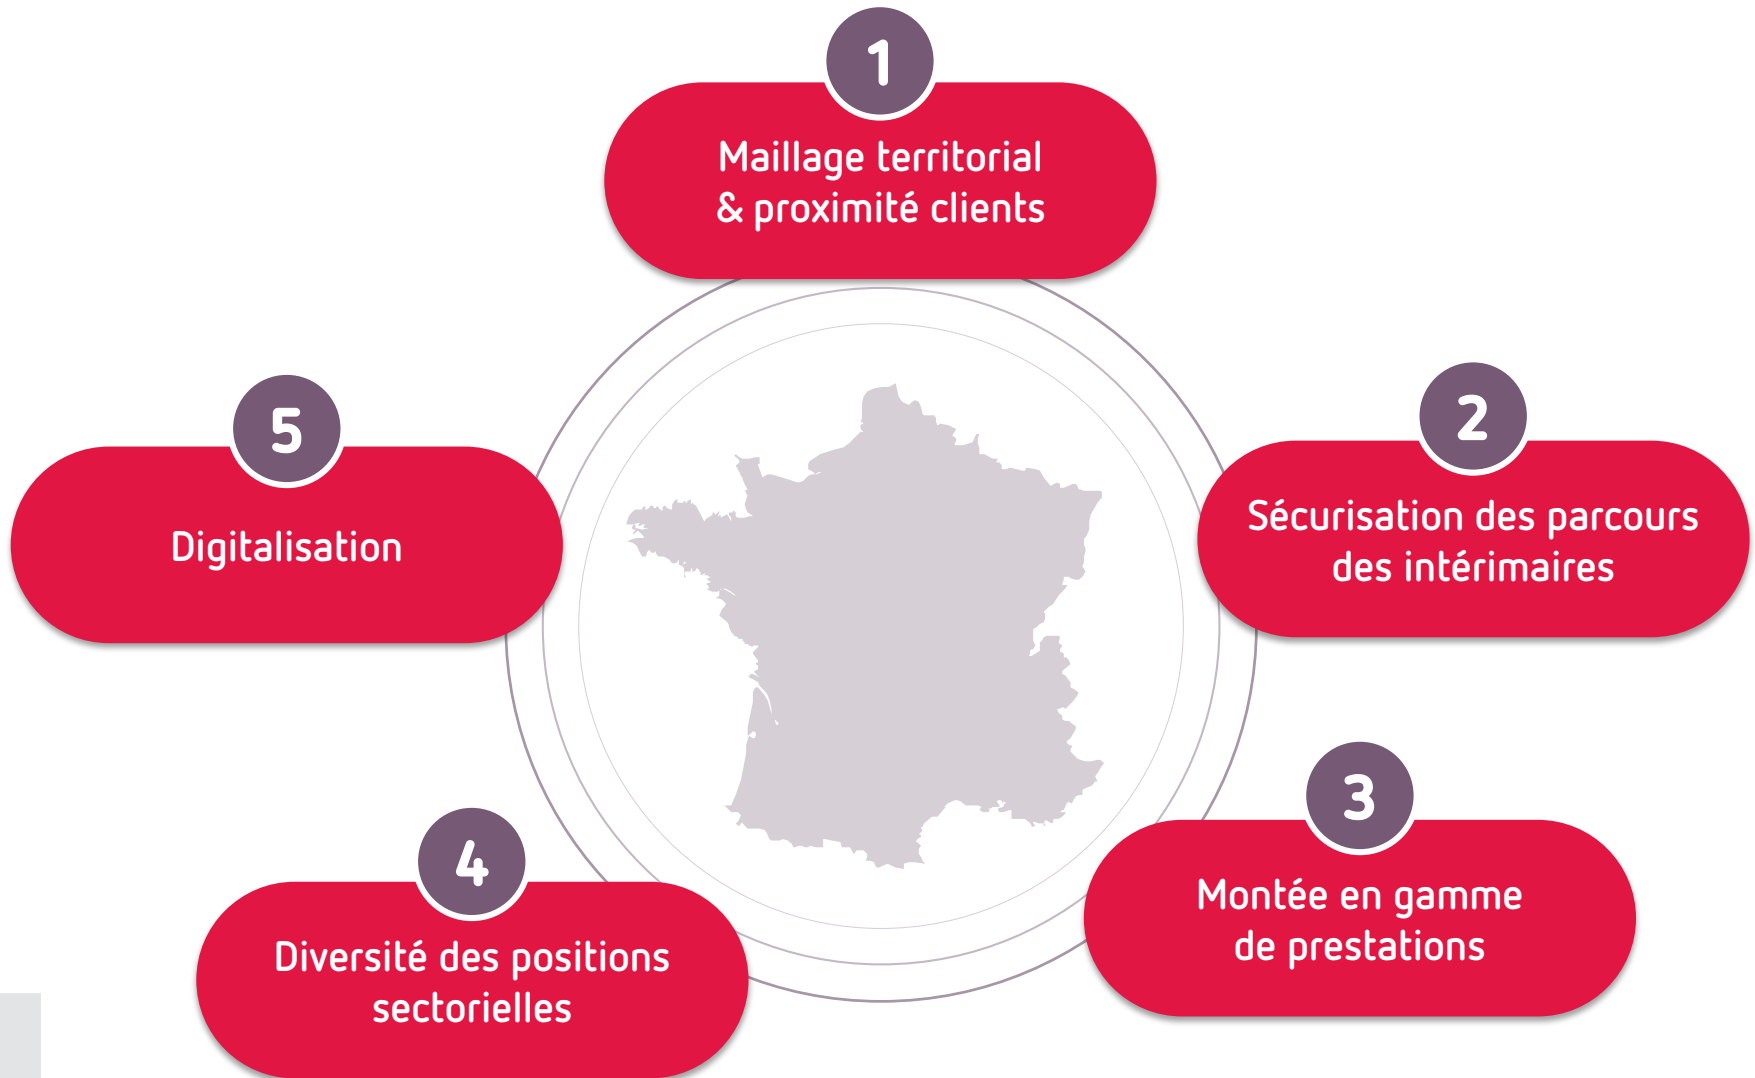 1
Maillage territorial
& proximité clients
2
Sécurisation des parcours
des intérimaires
3
Montée en gamme
de prestations
4
Diversité des positions
sectorielles
5
Digitalisation